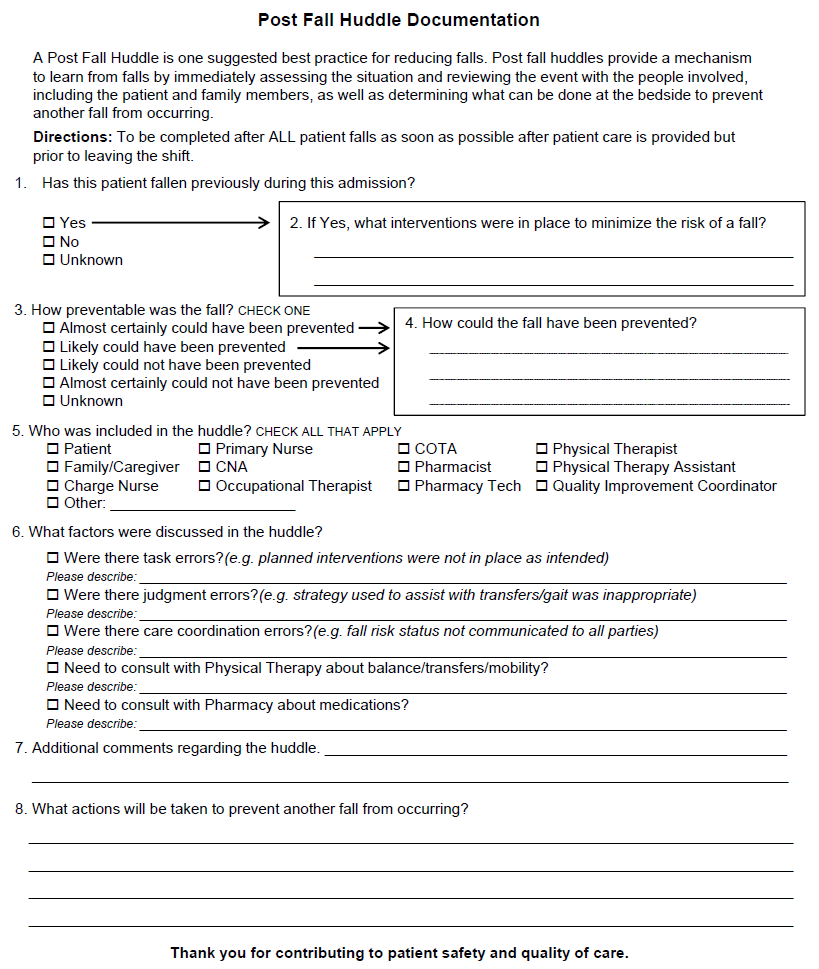 Post Fall Huddle Documentation
A Post Fall Huddle is one suggested best practice for reducing falls. Post fall huddles provide a mechanism
to learn from falls by immediately assessing the situation and reviewing the event with the people involved,
including the patient and family members, as well as determining what can be done at the bedside to prevent
another fall from occurring.
Directions: To be completed after ALL patient falls as soon as possible after patient care is provided but
prior to leaving the shift.
1. Has this patient fallen previously during this admission?
Yes
No
Unknown
2. If Yes, what interventions were in place to minimize the risk of a fall?
3. How preventable was the fall? CHECK ONE
Almost certainly could have been prevented
Likely could have been prevented
Likely could not have been prevented
Almost certainly could not have been prevented
Unknown
4. How could the fall have been prevented?
5. Who was included in the huddle? CHECK ALL THAT APPLY
Patient Primary Nurse COTA Physical Therapist
Family/Caregiver CNA Pharmacist Physical Therapy Assistant
Charge Nurse Occupational Therapist Pharmacy Tech Quality Improvement Coordinator
Other:
6. What factors were discussed in the huddle?
Were there task errors?(e.g. planned interventions were not in place as intended)
Please describe:
Were there judgment errors?(e.g. strategy used to assist with transfers/gait was inappropriate)
Please describe:
Were there care coordination errors?(e.g. fall risk status not communicated to all parties)
Please describe:
Need to consult with Physical Therapy about balance/transfers/mobility?
Please describe:
Need to consult with Pharmacy about medications?
Please describe:
7. Additional comments regarding the huddle.
8. What actions will be taken to prevent another fall from occurring?
Thank you for contributing to patient safety and quality of care.